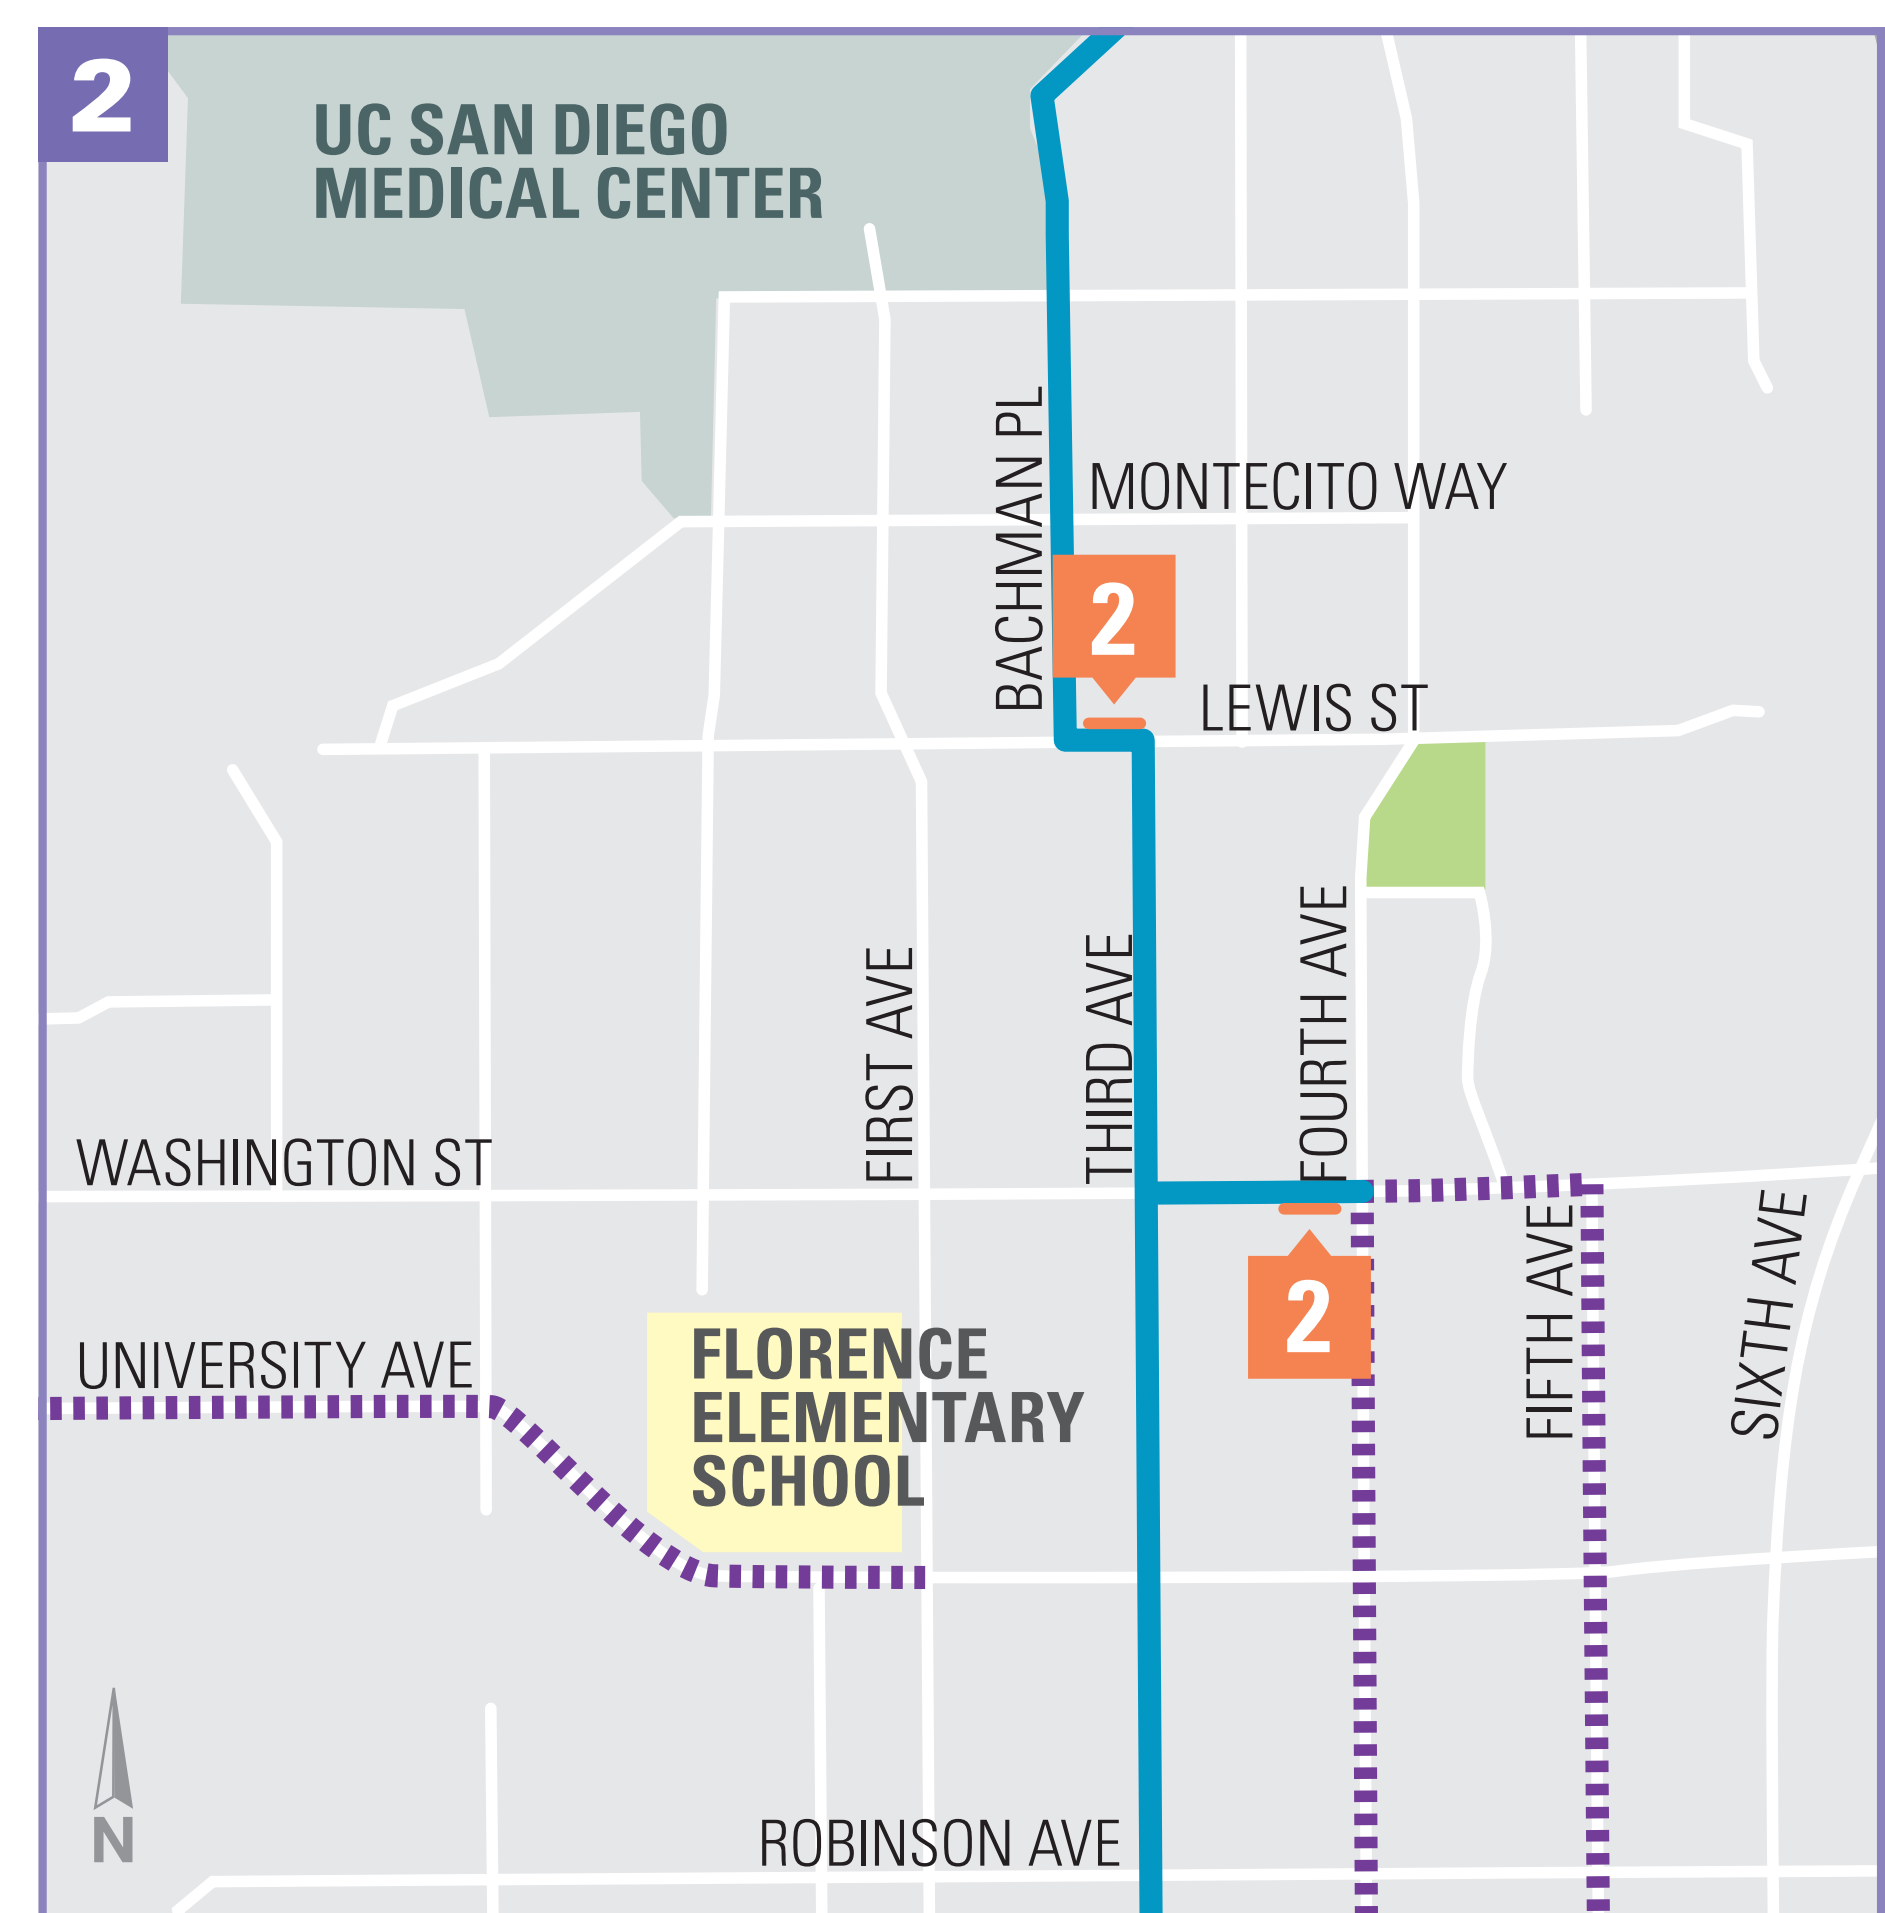 2
UC SAN DIEGO
MEDICAL CENTER
BACHMAN PL
MONTECITO WAY
2
LEWIS ST
FIRST AVE
THIRD AVE
FOURTH AVE
WASHINGTON ST
FIFTH AVE
SIXTH AVE
2
UNIVERSITY AVE
FLORENCE
ELEMENTARY
SCHOOL
N
ROBINSON AVE